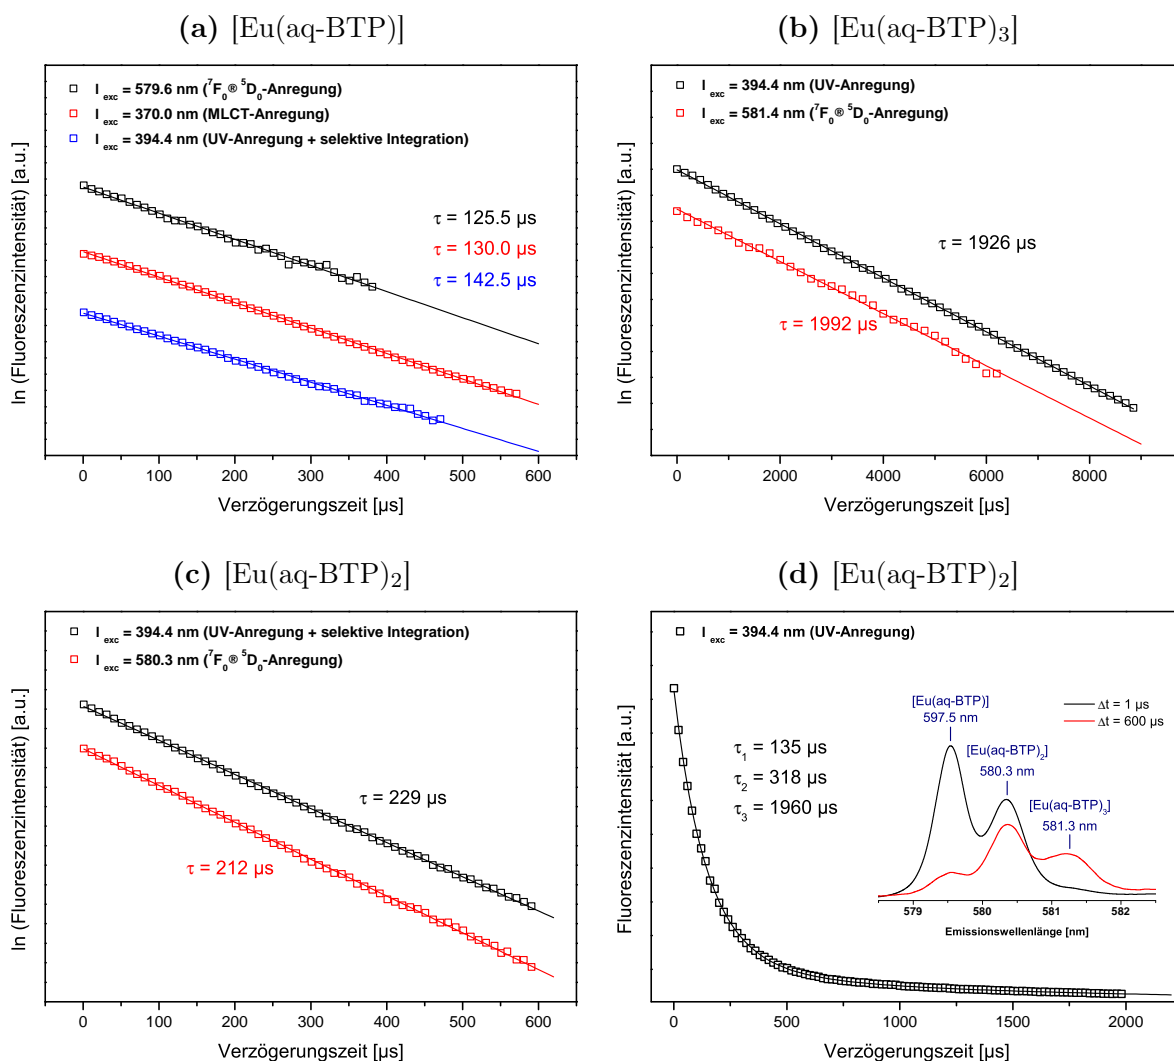 (a) [Eu(aq-BTP)]
l exc = 579.6 nm (⁷F₀® ⁵D₀-Anregung)
l exc = 370.0 nm (MLCT-Anregung)
l exc = 394.4 nm (UV-Anregung + selektive Integration)
τ = 125.5 µs
τ = 130.0 µs
τ = 142.5 µs
ln (Fluoreszenzintensität) [a.u.]
0 100 200 300 400 500 600
Verzögerungszeit [µs]
(b) [Eu(aq-BTP)₃]
l exc = 394.4 nm (UV-Anregung)
l exc = 581.4 nm (⁷F₀® ⁵D₀-Anregung)
τ = 1926 µs
τ = 1992 µs
ln (Fluoreszenzintensität) [a.u.]
0 2000 4000 6000 8000
Verzögerungszeit [µs]
(c) [Eu(aq-BTP)₂]
l exc = 394.4 nm (UV-Anregung + selektive Integration)
l exc = 580.3 nm (⁷F₀® ⁵D₀-Anregung)
τ = 229 µs
τ = 212 µs
ln (Fluoreszenzintensität) [a.u.]
0 100 200 300 400 500 600
Verzögerungszeit [µs]
(d) [Eu(aq-BTP)₂]
l exc = 394.4 nm (UV-Anregung)
[Eu(aq-BTP)]
597.5 nm
Δt = 1 µs
Δt = 600 µs
τ₁ = 135 µs
τ₂ = 318 µs
τ₃ = 1960 µs
[Eu(aq-BTP)₂]
580.3 nm
[Eu(aq-BTP)₃]
581.3 nm
579 580 581 582
Emissionswellenlänge [nm]
Fluoreszenzintensität [a.u.]
0 500 1000 1500 2000
Verzögerungszeit [µs]